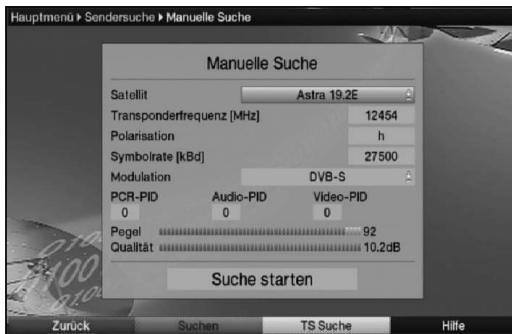 Hauptmenü ▸ Sendersuche ▸ Manuelle Suche
Manuelle Suche
Satellit Astra 19.2E
Transponderfrequenz [MHz] 12454
Polarisation h
Symbolrate [kBd] 27500
Modulation DVB-S
PCR-PID Audio-PID Video-PID
0 0 0
Pegel 92
Qualität 10.2dB
Suche starten
Zurück Suchen TS Suche Hilfe